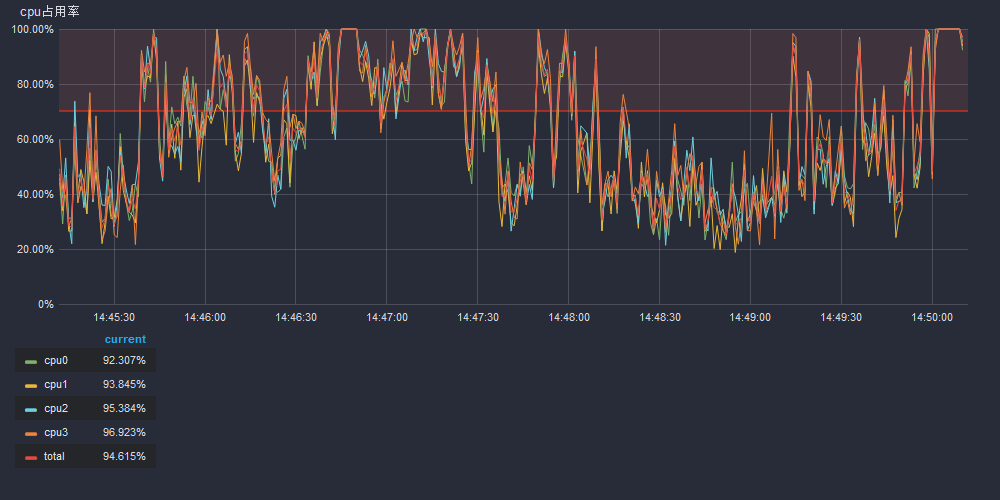 cpu占用率
100.00%
80.00%
60.00%
40.00%
20.00%
0%
14:45:30 14:46:00 14:46:30 14:47:00 14:47:30 14:48:00 14:48:30 14:49:00 14:49:30 14:50:00
current
cpu0 92.307%
cpu1 93.845%
cpu2 95.384%
cpu3 96.923%
total 94.615%